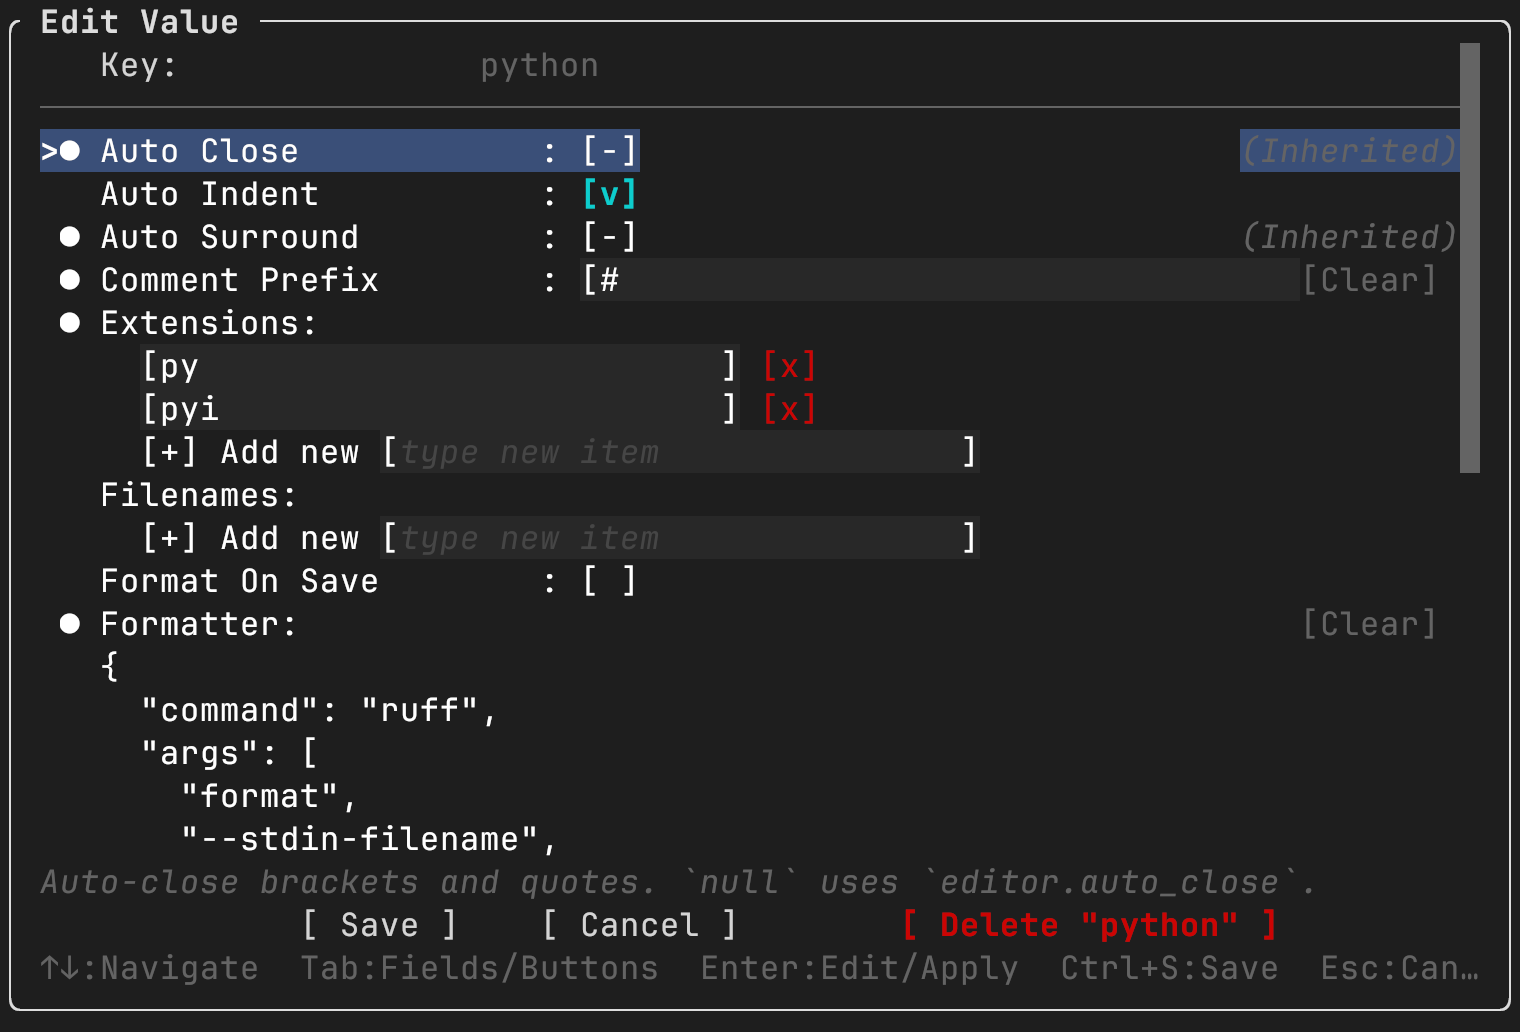 Edit Value
Key: python
>● Auto Close : [-] (Inherited)
Auto Indent : [v]
● Auto Surround : [-] (Inherited)
● Comment Prefix : [# [Clear]
● Extensions:
[py ] [x]
[pyi ] [x]
[+] Add new [type new item ]
Filenames:
[+] Add new [type new item ]
Format On Save : [ ]
● Formatter: [Clear]
{
"command": "ruff",
"args": [
"format",
"--stdin-filename",
Auto-close brackets and quotes. `null` uses `editor.auto_close`.
[ Save ] [ Cancel ] [ Delete "python" ]
↑↓:Navigate Tab:Fields/Buttons Enter:Edit/Apply Ctrl+S:Save Esc:Can…